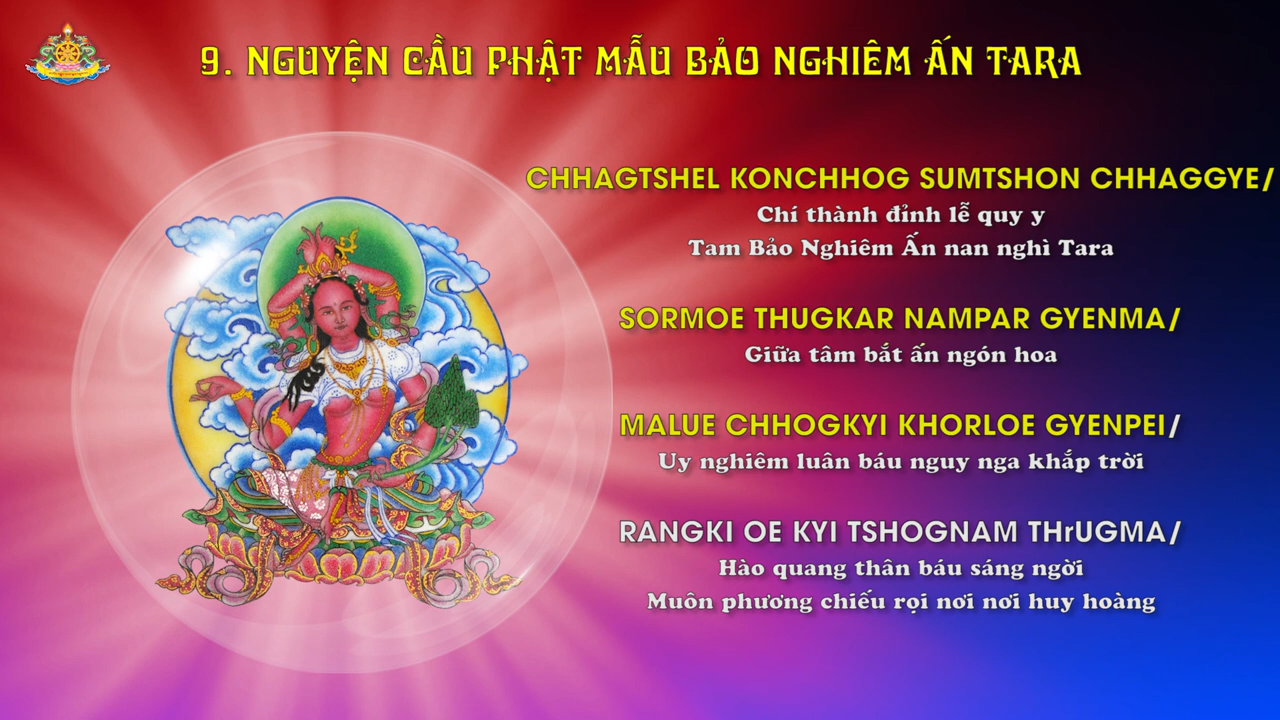 9. NGUYỆN CẦU PHẬT MẪU BẢO NGHIÊM ẤN TARA
CHHAGTSHEL KONCHHOG SUMTSHON CHHAGGYE/
Chí thành đỉnh lễ quy y
Tam Bảo Nghiêm Ấn nan nghì Tara
SORMOE THUGKAR NAMPAR GYENMA/
Giữa tâm bắt ấn ngón hoa
MALUE CHHOGKYI KHORLOE GYENPEI/
Uy nghiêm luân báu nguy nga khắp trời
RANGKI OE KYI TSHOGNAM THrUGMA/
Hào quang thân báu sáng ngời
Muôn phương chiếu rọi nơi nơi huy hoàng